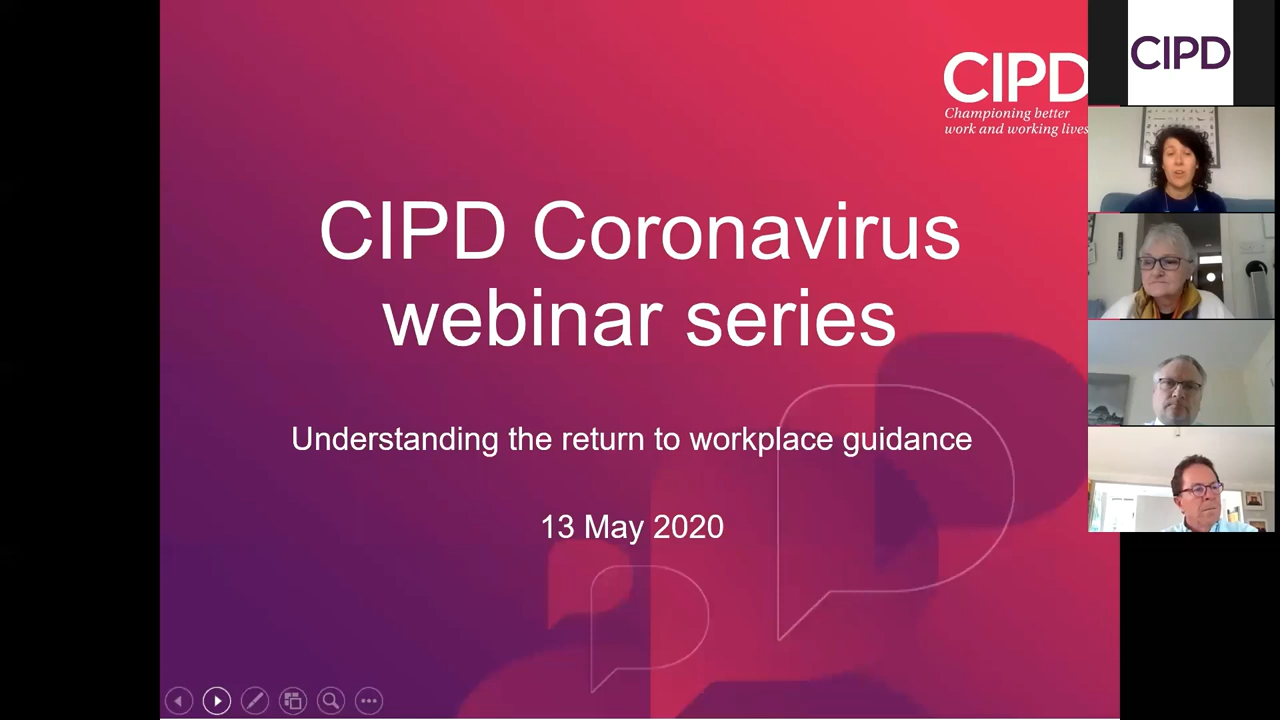 CIPD
Championing better
work and working lives
CIPD
CIPD Coronavirus
webinar series
Understanding the return to workplace guidance
13 May 2020